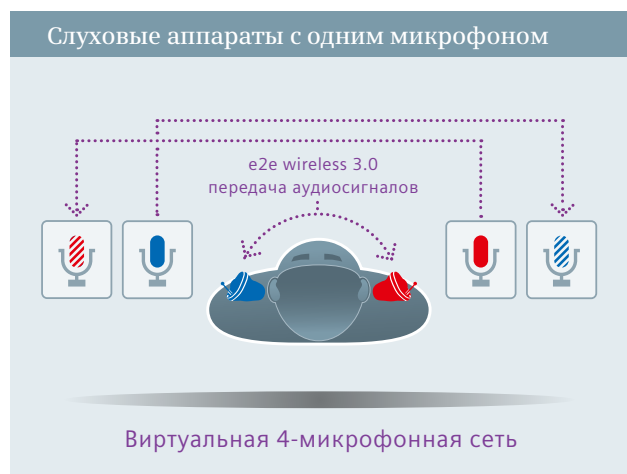 Слуховые аппараты с одним микрофоном
e2e wireless 3.0
передача аудиосигналов
Виртуальная 4-микрофонная сеть